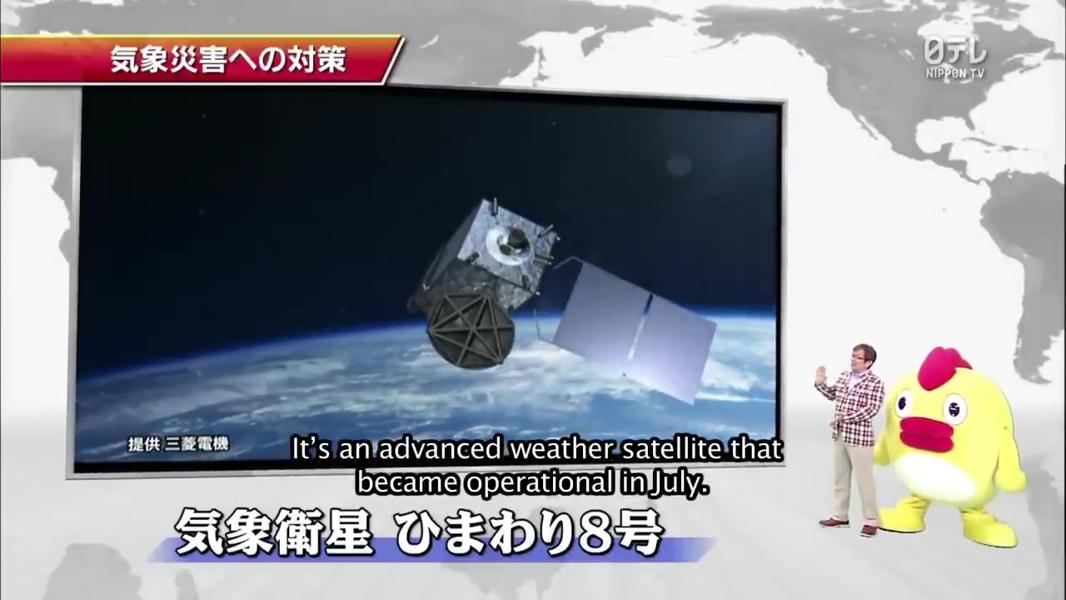 気象災害への対策
日テレ
NIPPON TV
提供 三菱電機
It's an advanced weather satellite that
became operational in July.
気象衛星 ひまわり8号